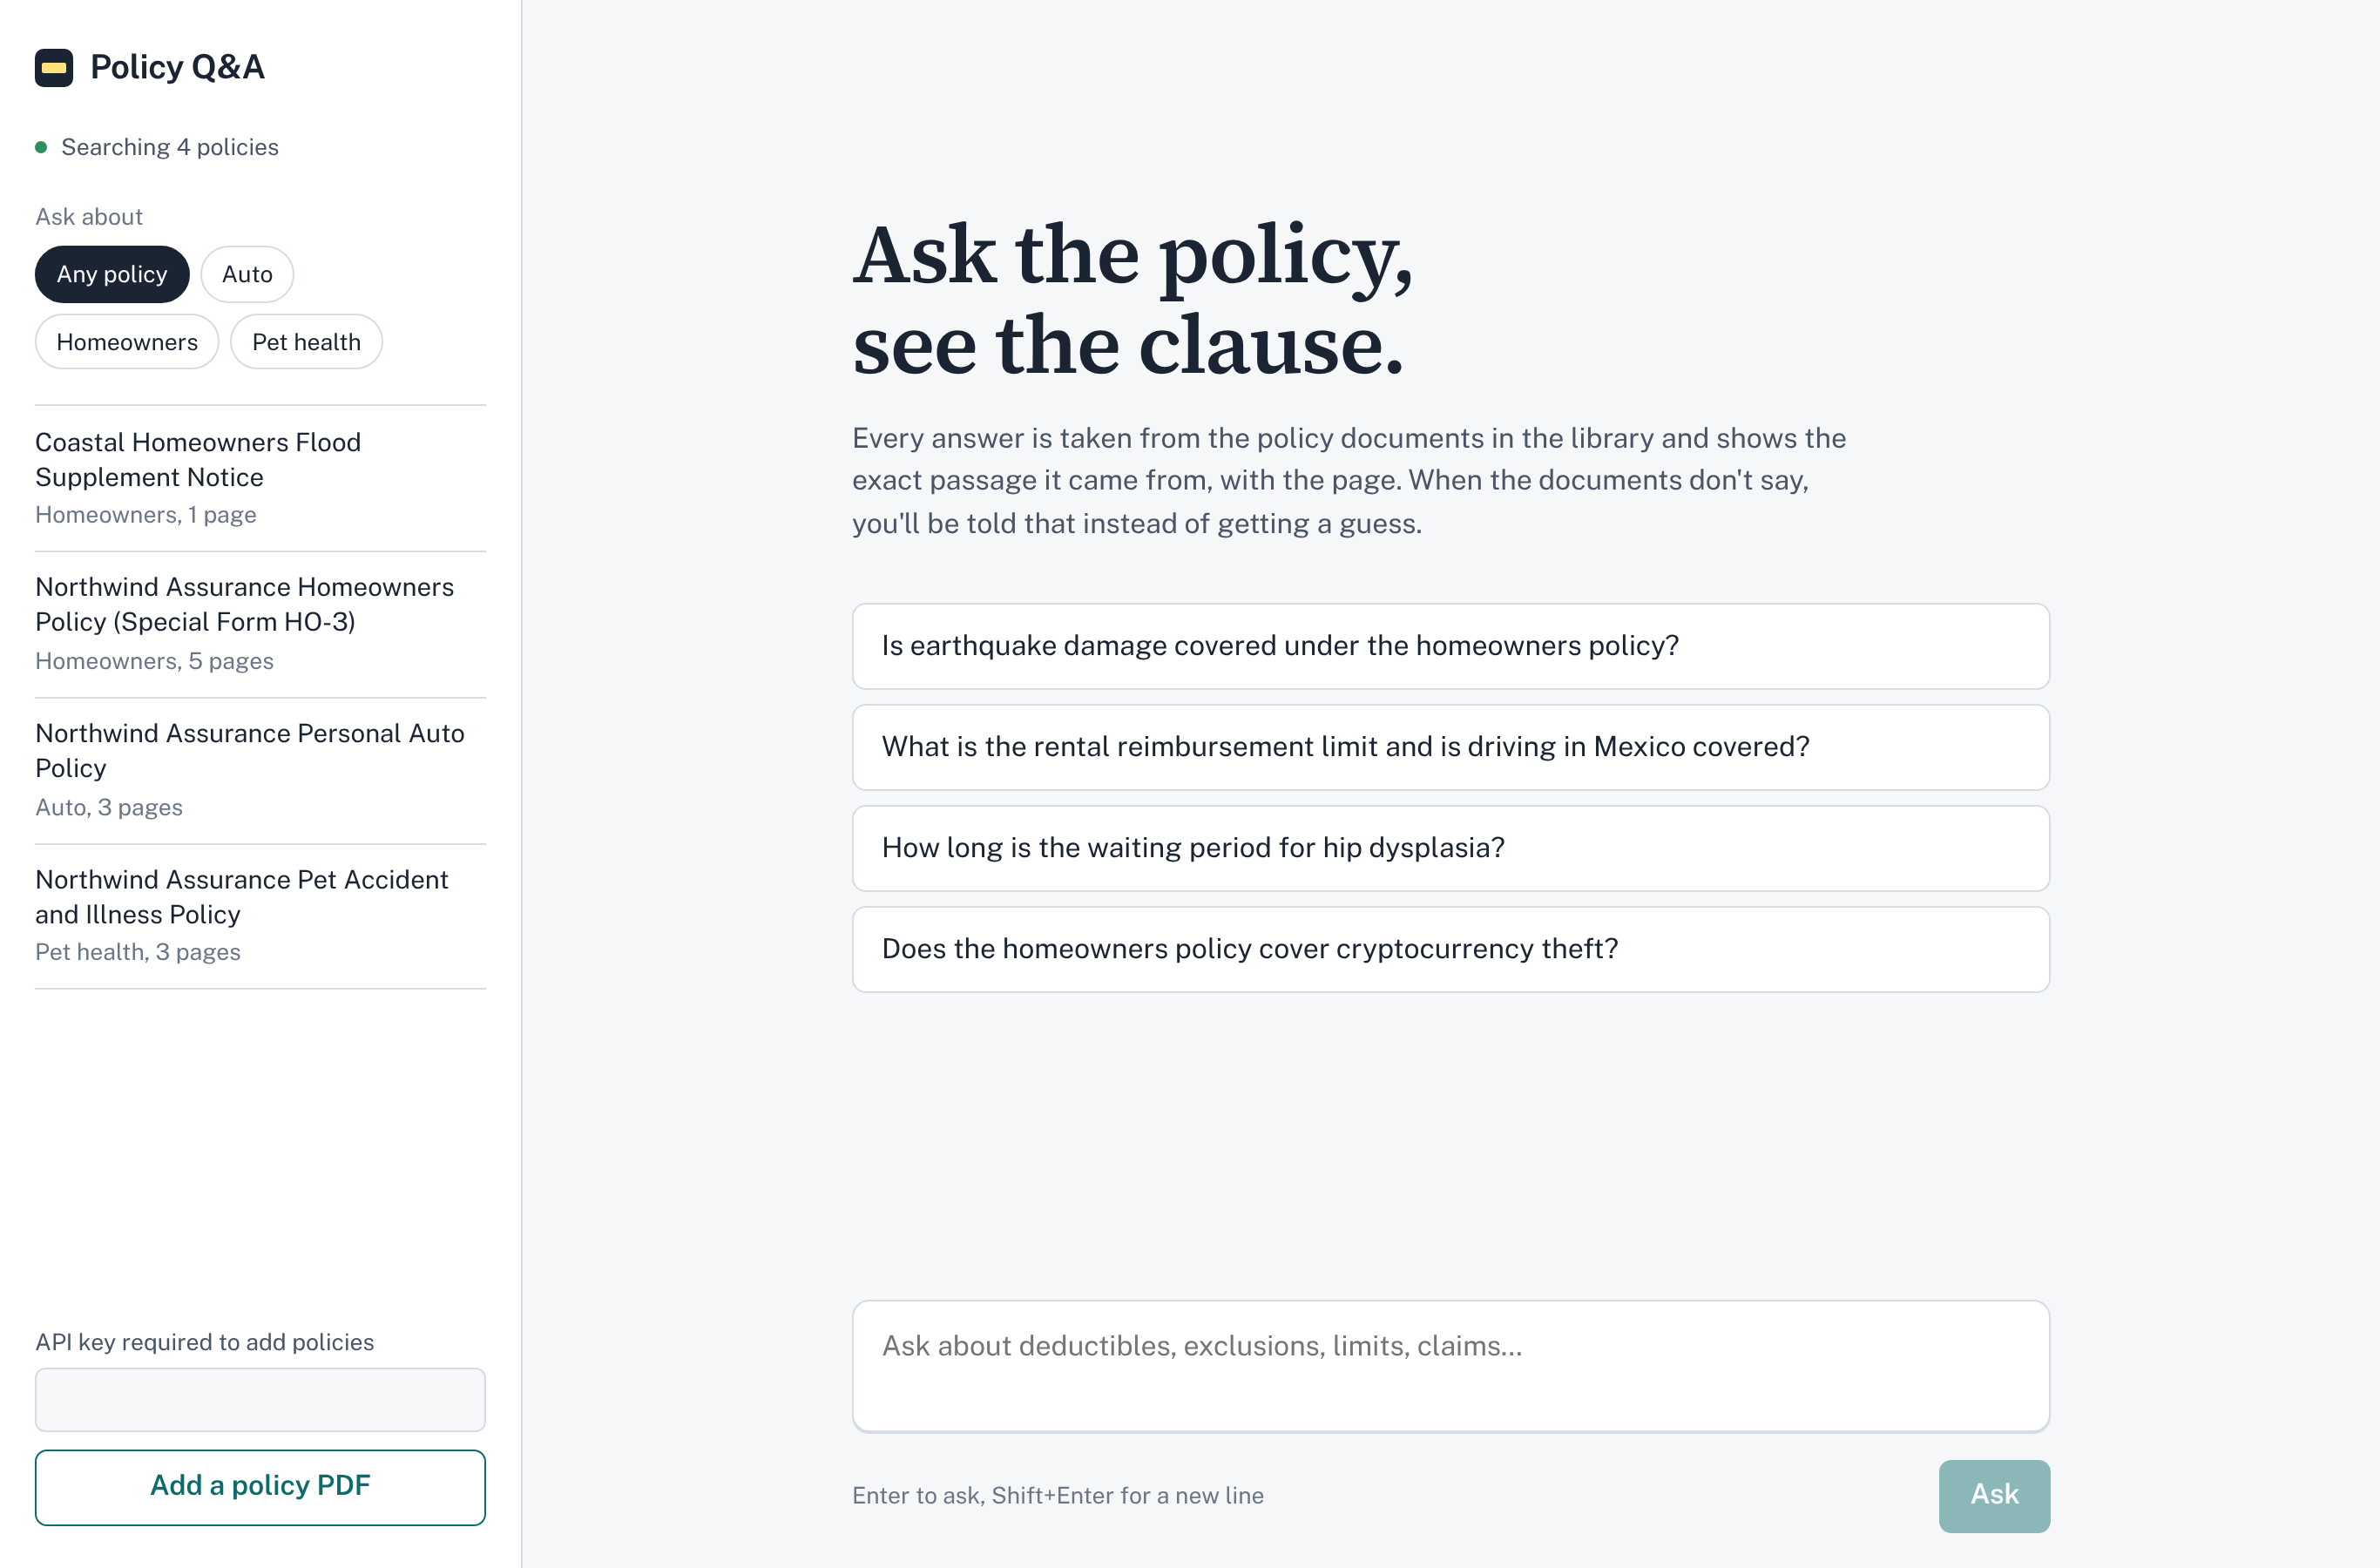 Policy Q&A
Searching 4 policies
Ask about
Any policy
Auto
Homeowners
Pet health
Coastal Homeowners Flood
Supplement Notice
Homeowners, 1 page
Northwind Assurance Homeowners
Policy (Special Form HO-3)
Homeowners, 5 pages
Northwind Assurance Personal Auto
Policy
Auto, 3 pages
Northwind Assurance Pet Accident
and Illness Policy
Pet health, 3 pages
API key required to add policies
Add a policy PDF
Ask the policy,
see the clause.
Every answer is taken from the policy documents in the library and shows the
exact passage it came from, with the page. When the documents don't say,
you'll be told that instead of getting a guess.
Is earthquake damage covered under the homeowners policy?
What is the rental reimbursement limit and is driving in Mexico covered?
How long is the waiting period for hip dysplasia?
Does the homeowners policy cover cryptocurrency theft?
Ask about deductibles, exclusions, limits, claims...
Enter to ask, Shift+Enter for a new line
Ask